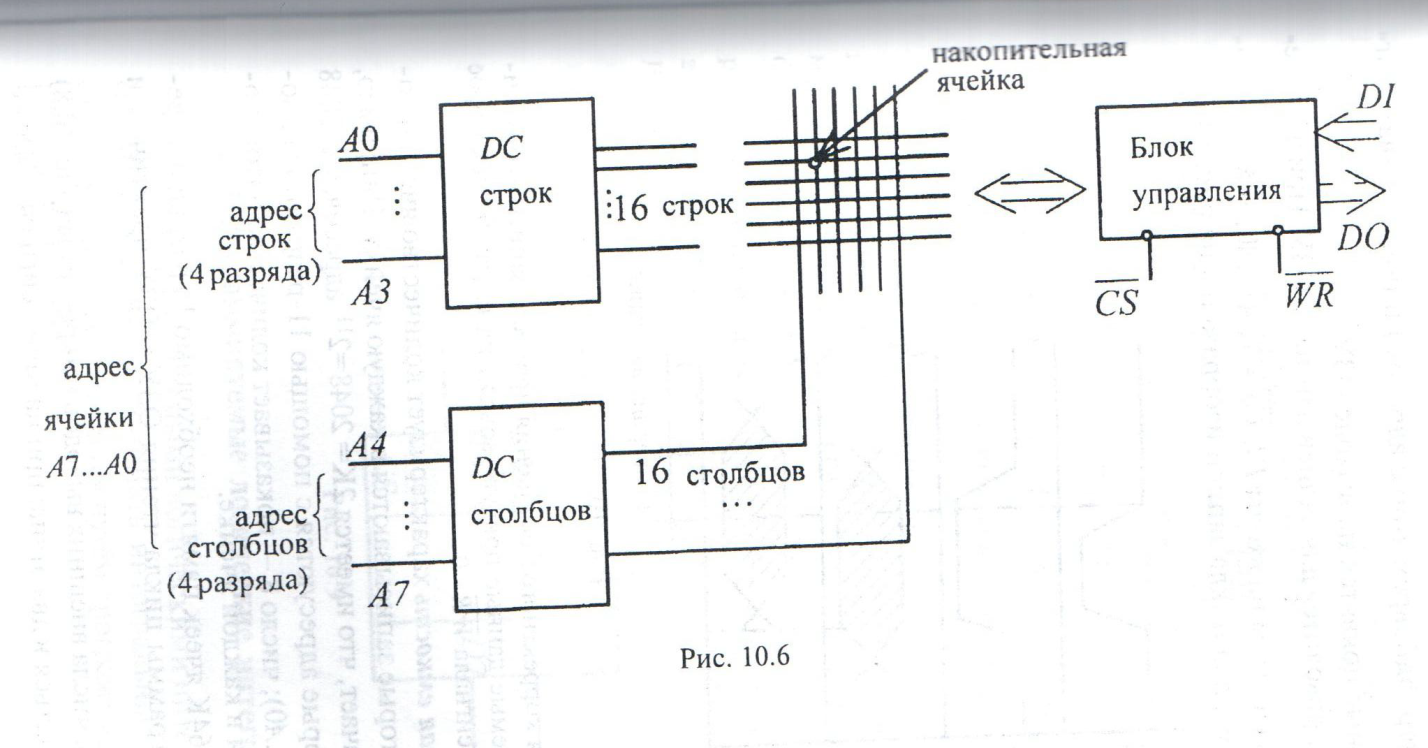 накопительная
ячейка
A0
DC
строк
⋮
адрес
строк
(4 разряда)
A3
⋮16 строк
Блок
управления
DI
DO
CS
WR
адрес
ячейки
A7...A0
A4
DC
столбцов
⋮
адрес
столбцов
(4 разряда)
A7
16 столбцов
...
Рис. 10.6